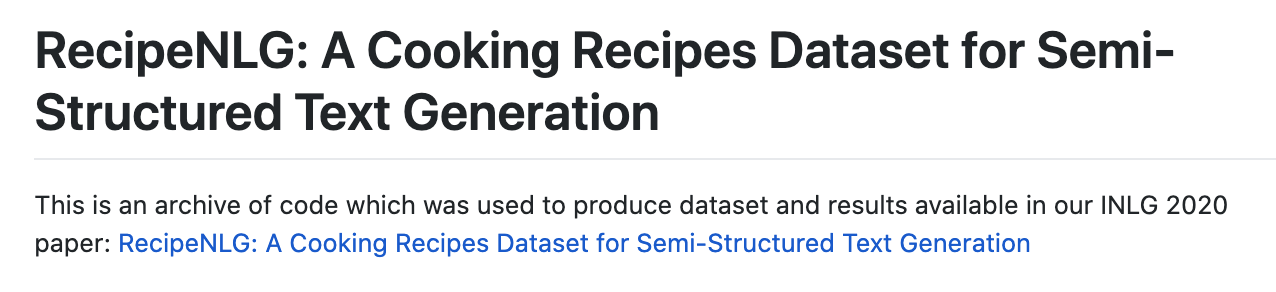 RecipeNLG: A Cooking Recipes Dataset for Semi-
Structured Text Generation
This is an archive of code which was used to produce dataset and results available in our INLG 2020
paper: RecipeNLG: A Cooking Recipes Dataset for Semi-Structured Text Generation